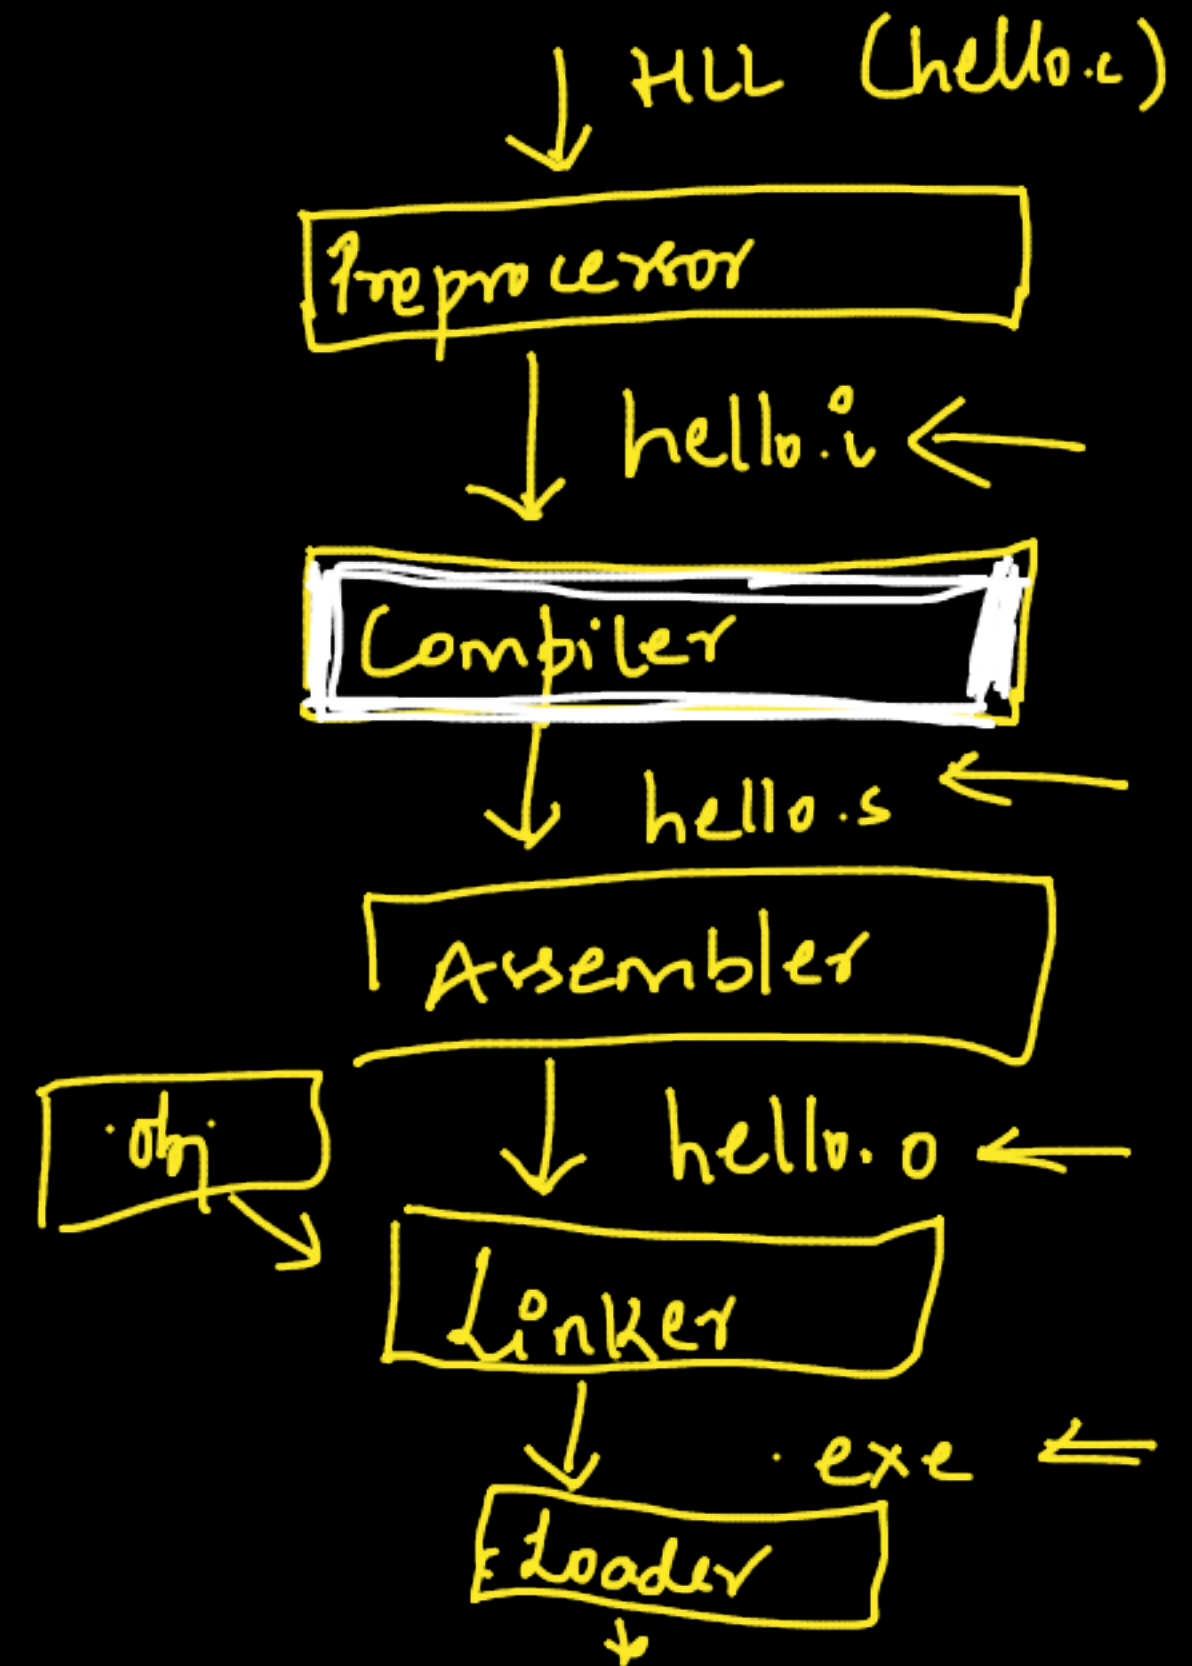 HLL (hello.c)
Preprocessor
hello.i
Compiler
hello.s
Assembler
.obj
hello.o
Linker
.exe
Loader